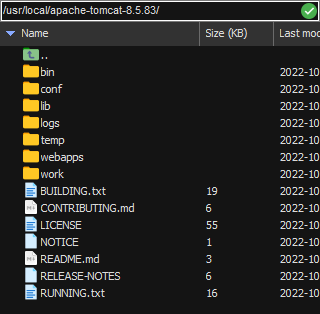 /usr/local/apache-tomcat-8.5.83/
Name Size (KB) Last mod
..
bin 2022-10
conf 2022-10
lib 2022-10
logs 2022-10
temp 2022-10
webapps 2022-10
work 2022-10
BUILDING.txt 19 2022-10
CONTRIBUTING.md 6 2022-10
LICENSE 55 2022-10
NOTICE 1 2022-10
README.md 3 2022-10
RELEASE-NOTES 6 2022-10
RUNNING.txt 16 2022-10